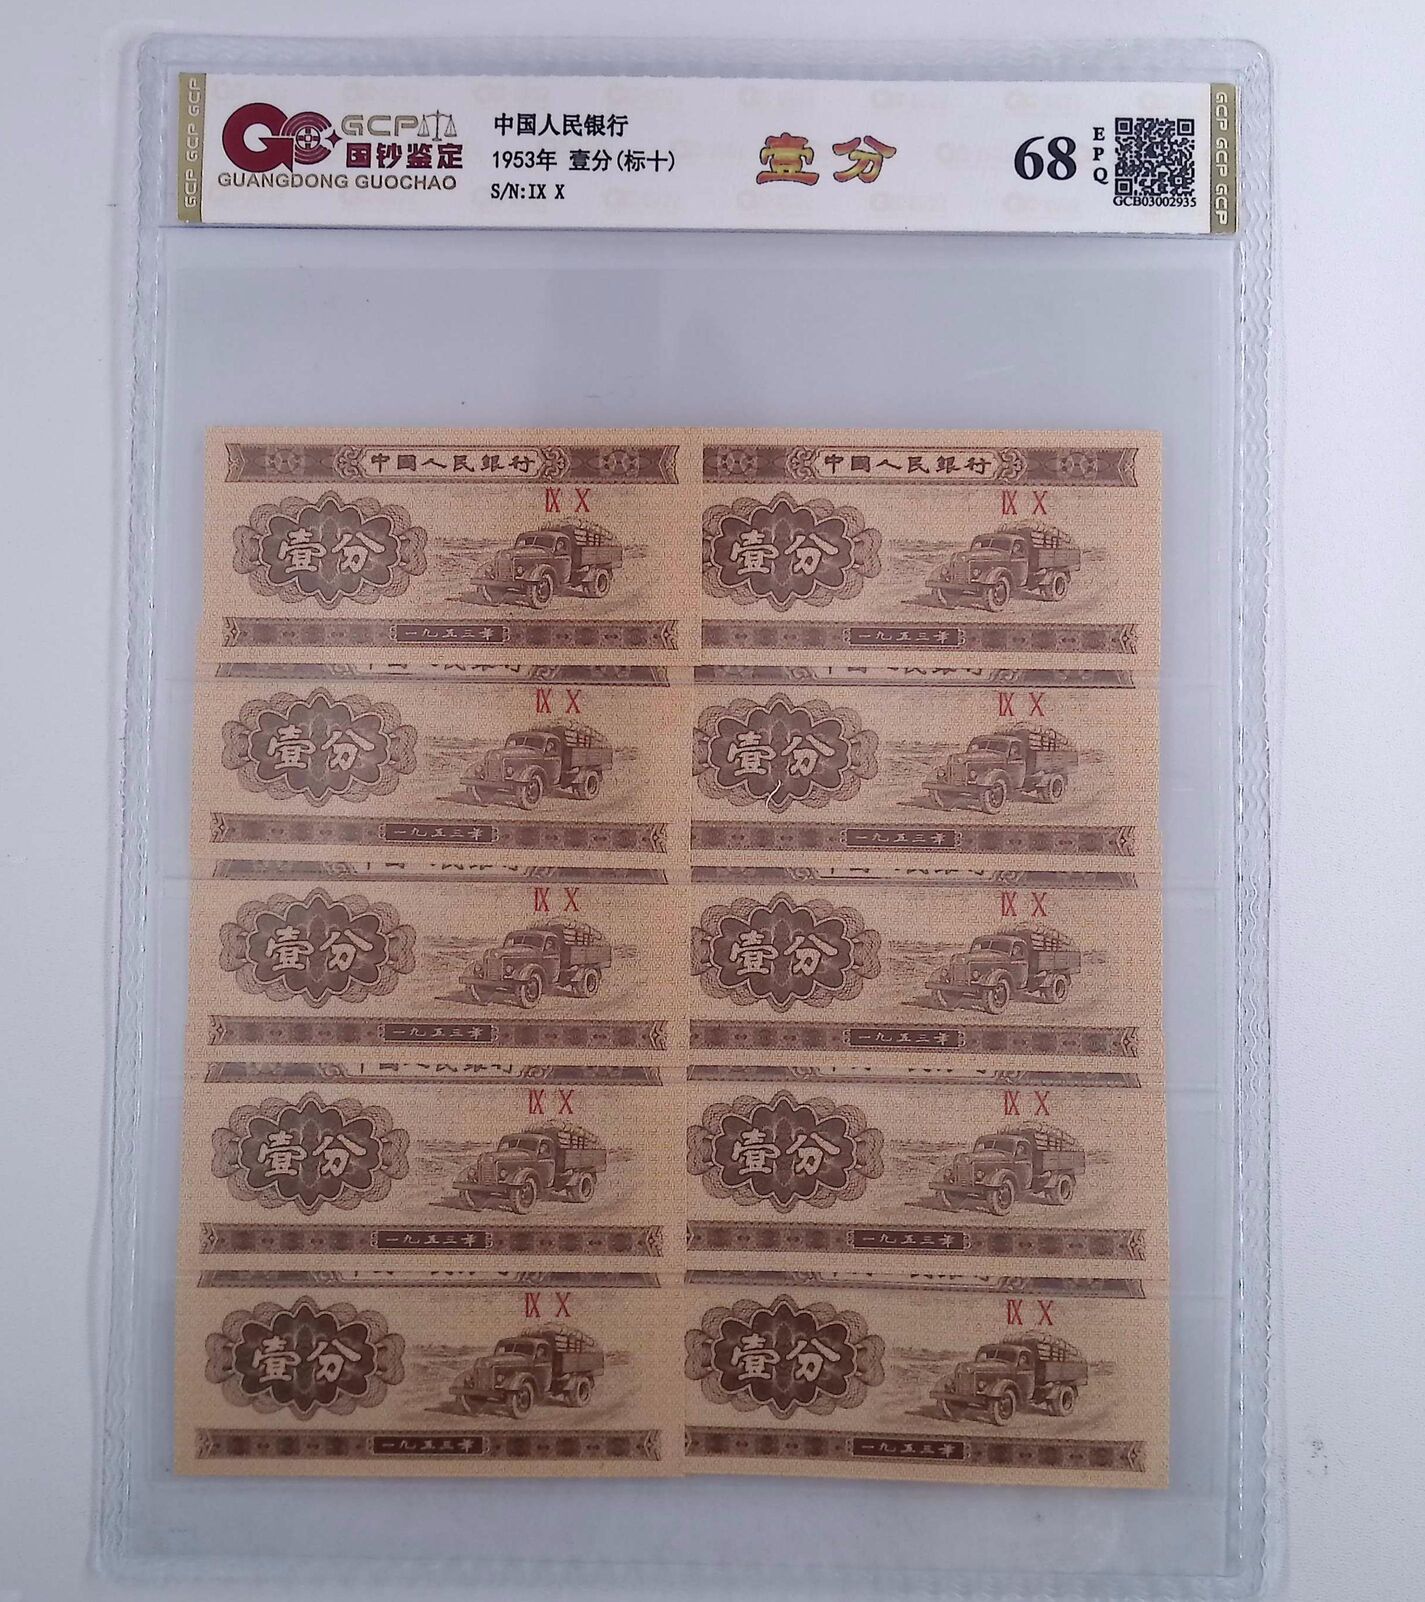 GCP GCP GCP
GCP
国钞鉴定
GUANGDONG GUOCHAO
中国人民银行
1953年 壹分(标十)
S/N:IX X
壹分
68
EPQ
GCB03002935
GCP GCP GCP
中國人民銀行
IX X
壹分
一九五三年
中國人民銀行
IX X
壹分
一九五三年
IX X
壹分
一九五三年
IX X
壹分
一九五三年
IX X
壹分
一九五三年
IX X
壹分
一九五三年
IX X
壹分
一九五三年
IX X
壹分
一九五三年
IX X
壹分
一九五三年
IX X
壹分
一九五三年